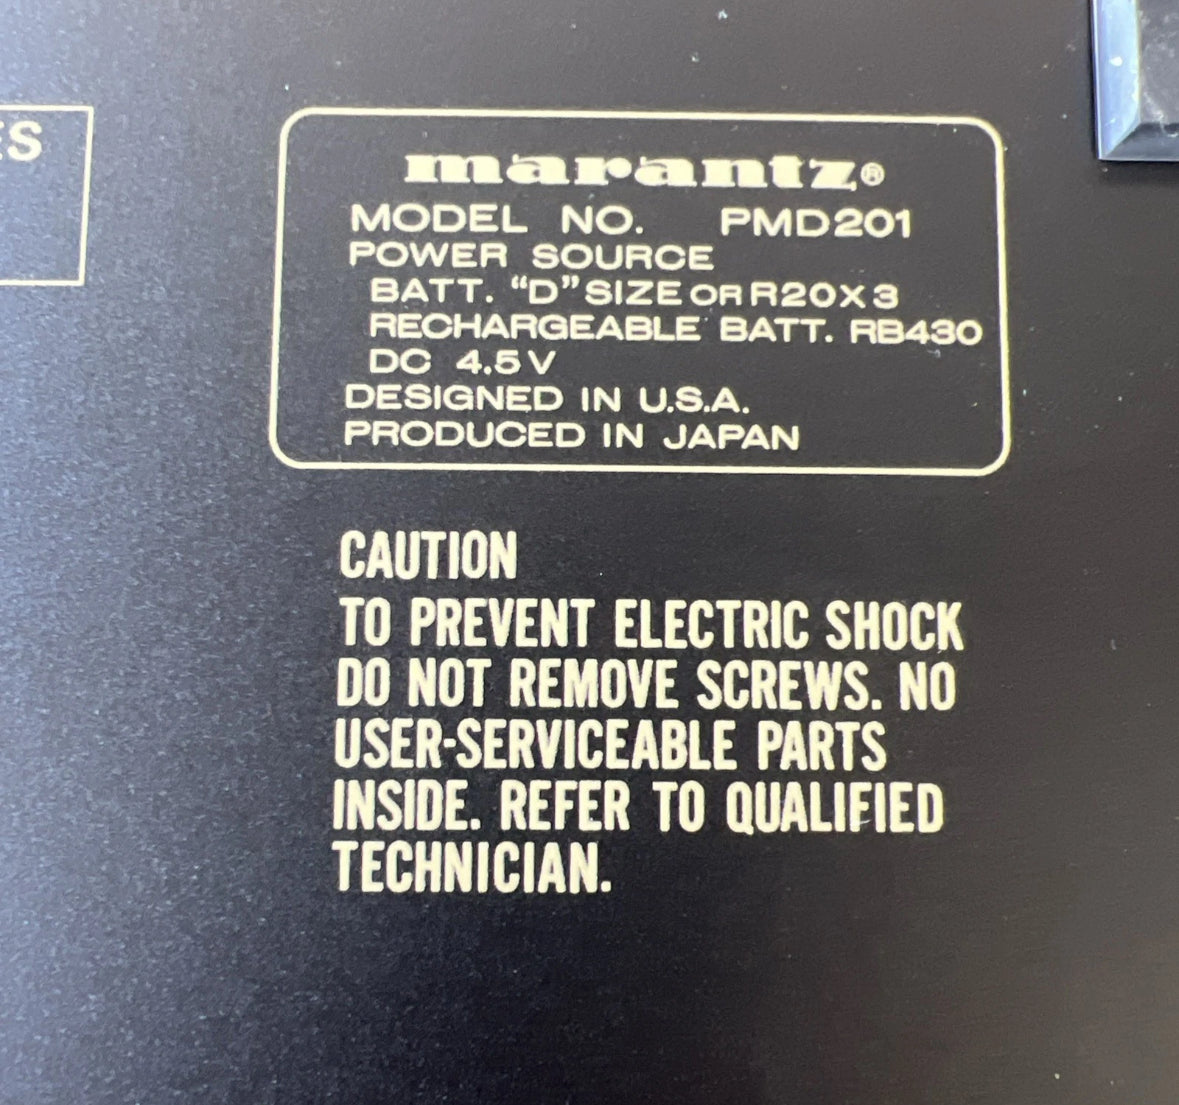 ES
marantz®
MODEL NO. PMD201
POWER SOURCE
BATT. “D” SIZE OR R20X3
RECHARGEABLE BATT. RB430
DC 4.5V
DESIGNED IN U.S.A.
PRODUCED IN JAPAN
CAUTION
TO PREVENT ELECTRIC SHOCK
DO NOT REMOVE SCREWS. NO
USER-SERVICEABLE PARTS
INSIDE. REFER TO QUALIFIED
TECHNICIAN.